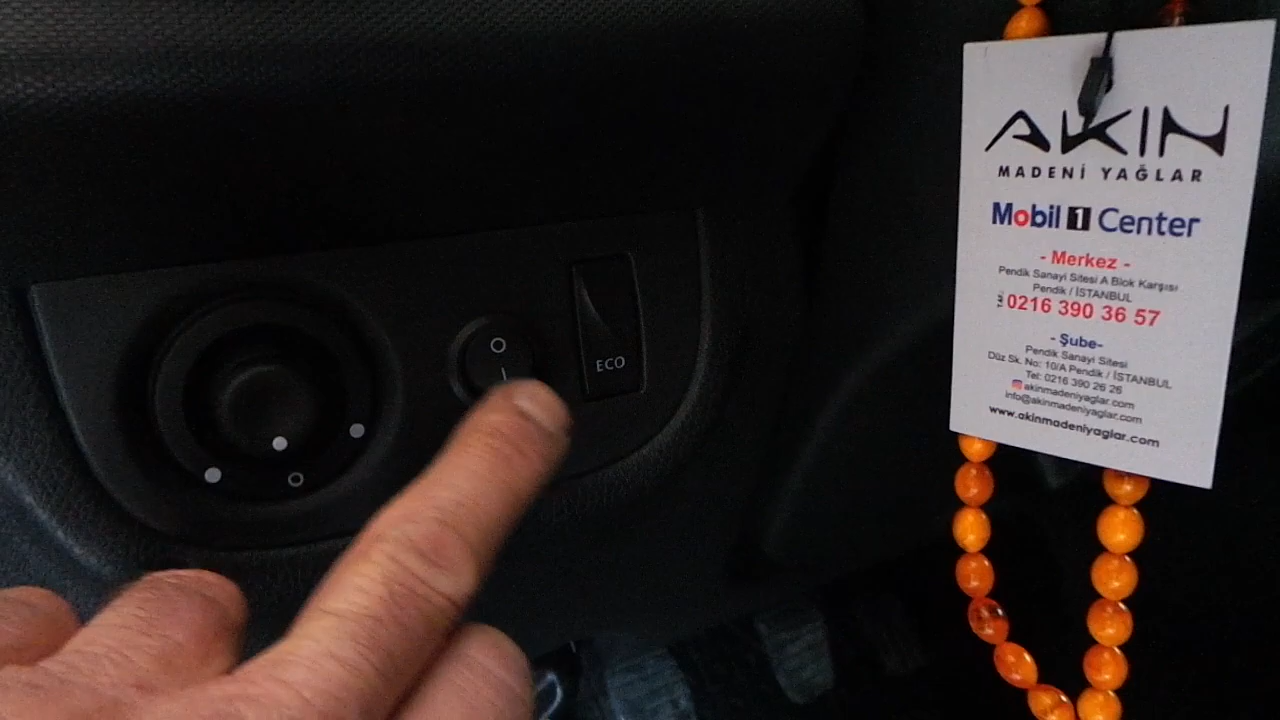 AKIN
MADENİ YAĞLAR
Mobil 1 Center
- Merkez -
Pendik Sanayi Sitesi A Blok Karşısı
Pendik / İSTANBUL
0216 390 36 57
- Şube-
Pendik Sanayi Sitesi
Düz Sk. No: 10/A Pendik / İSTANBUL
Tel: 0216 390 26 26
akinmadeniyaglar.com
info@akinmadeniyaglar.com
www.akinmadeniyaglar.com
O
I
ECO